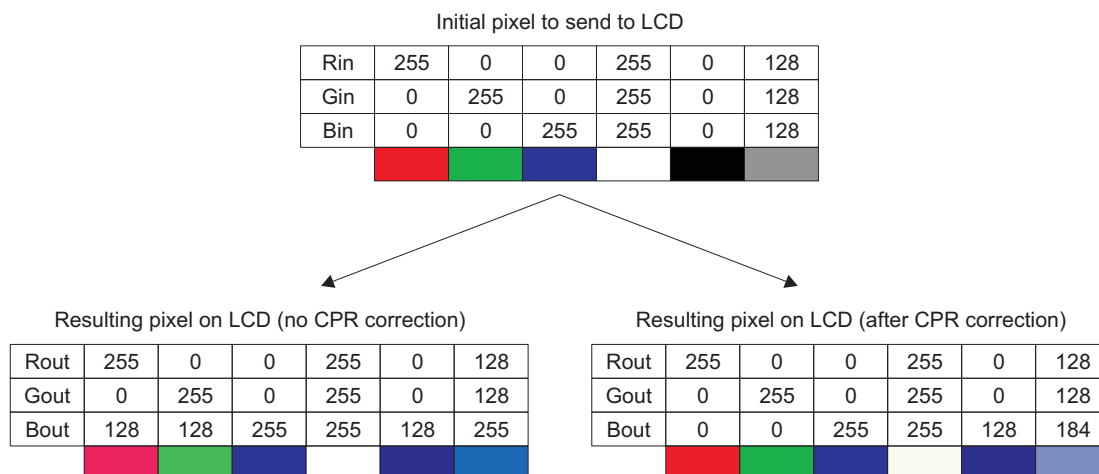 Initial pixel to send to LCD
Rin 255 0 0 255 0 128
Gin 0 255 0 255 0 128
Bin 0 0 255 255 0 128
Resulting pixel on LCD (no CPR correction)
Rout 255 0 0 255 0 128
Gout 0 255 0 255 0 128
Bout 128 128 255 255 128 255
Resulting pixel on LCD (after CPR correction)
Rout 255 0 0 255 0 128
Gout 0 255 0 255 0 128
Bout 0 0 255 255 128 184